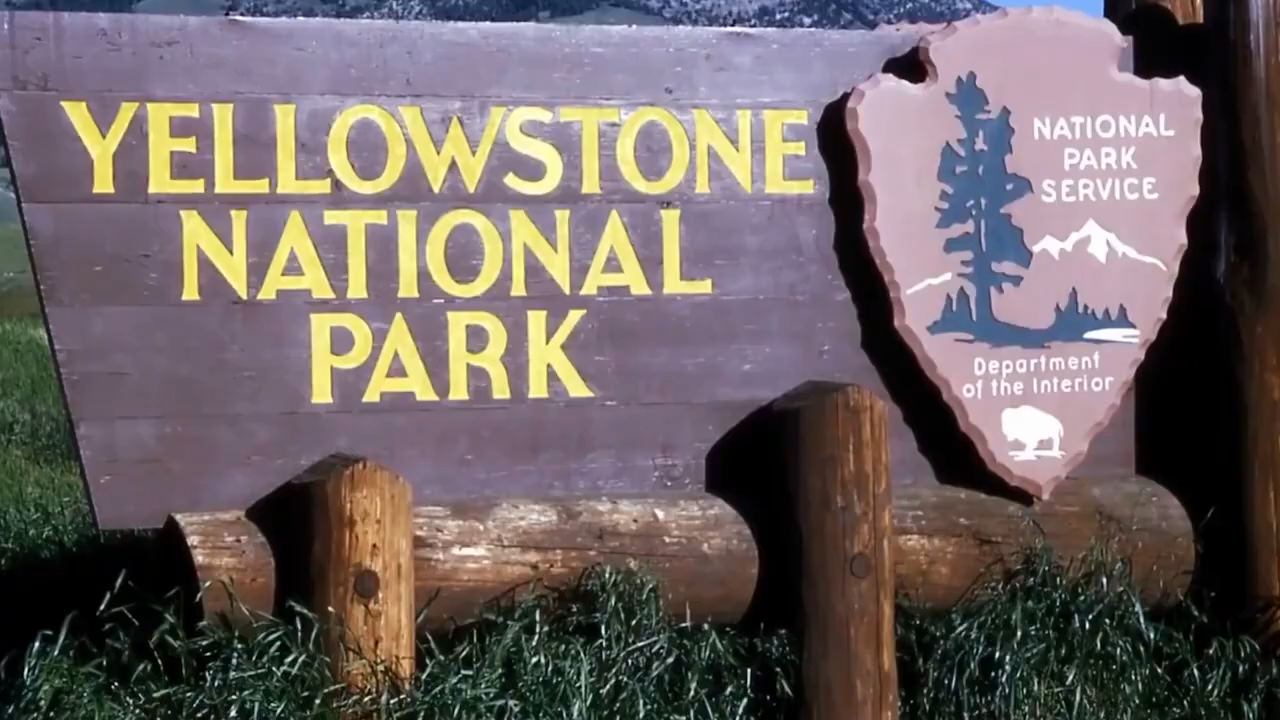 YELLOWSTONE
NATIONAL
PARK
NATIONAL
PARK
SERVICE
Department
of the Interior